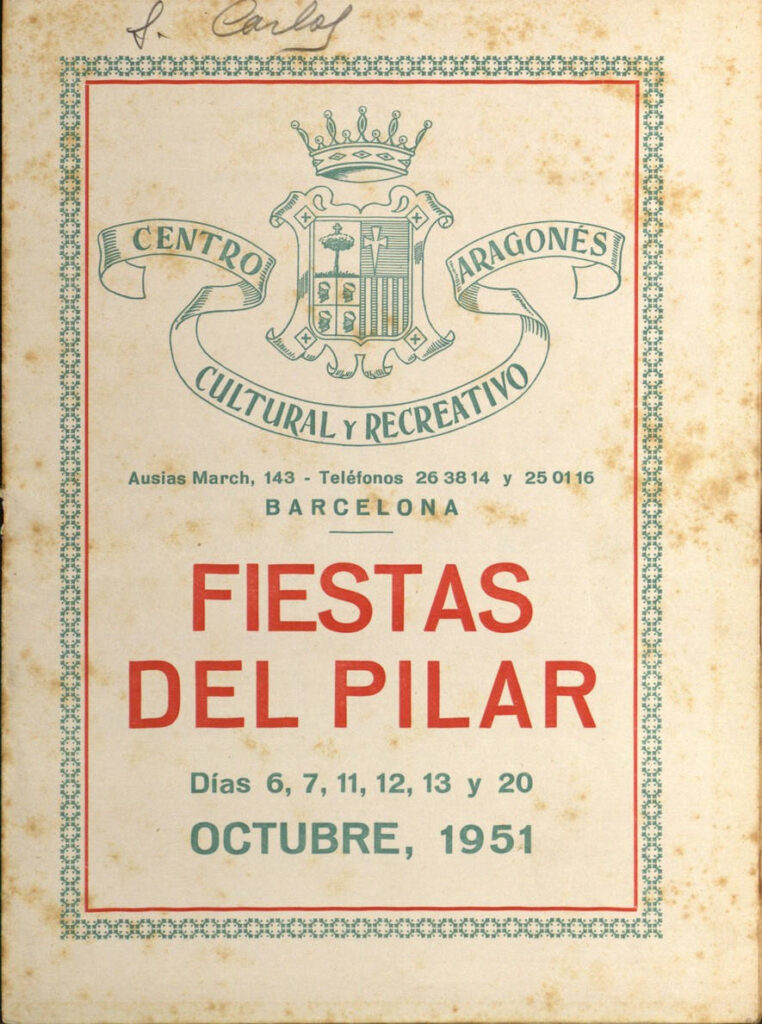 S. Carlos
CENTRO ARAGONÉS
CULTURAL Y RECREATIVO
Ausias March, 143 - Teléfonos 26 38 14 y 25 01 16
BARCELONA
FIESTAS
DEL PILAR
Días 6, 7, 11, 12, 13 y 20
OCTUBRE, 1951